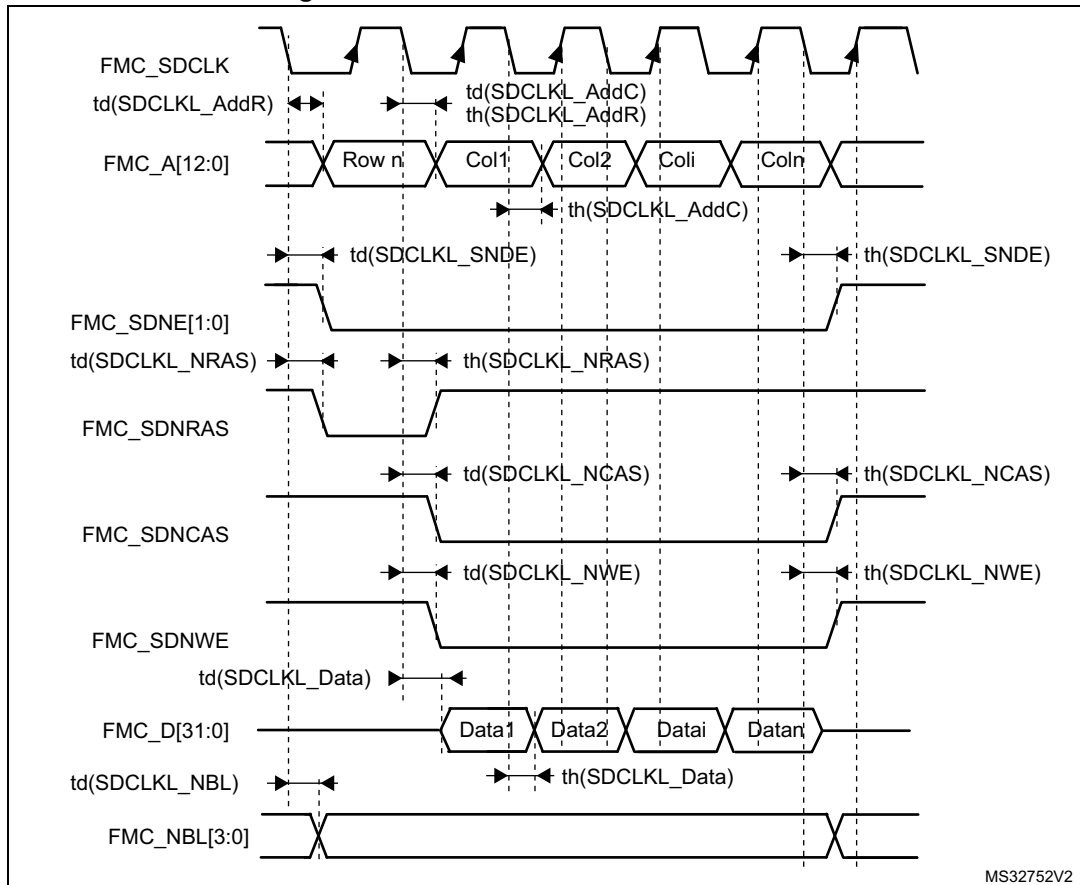 FMC_SDCLK
td(SDCLKL_AddR)
td(SDCLKL_AddC)
th(SDCLKL_AddR)
FMC_A[12:0]
Row n
Col1
Col2
Coli
Coln
th(SDCLKL_AddC)
td(SDCLKL_SNDE)
th(SDCLKL_SNDE)
FMC_SDNE[1:0]
td(SDCLKL_NRAS)
th(SDCLKL_NRAS)
FMC_SDNRAS
td(SDCLKL_NCAS)
th(SDCLKL_NCAS)
FMC_SDNCAS
td(SDCLKL_NWE)
th(SDCLKL_NWE)
FMC_SDNWE
td(SDCLKL_Data)
FMC_D[31:0]
Data1
Data2
Datai
Datan
td(SDCLKL_NBL)
th(SDCLKL_Data)
FMC_NBL[3:0]
MS32752V2